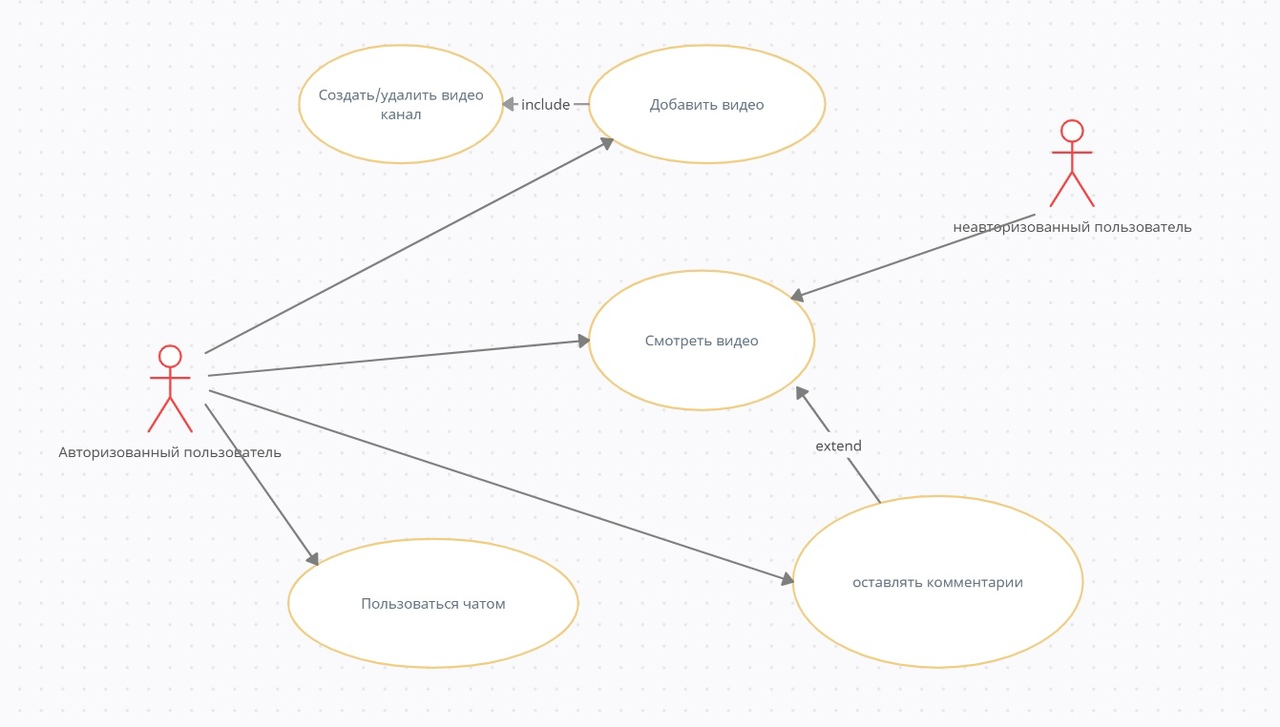 Создать/удалить видео
канал
include
Добавить видео
неавторизованный пользователь
Смотреть видео
Авторизованный пользователь
extend
оставлять комментарии
Пользоваться чатом